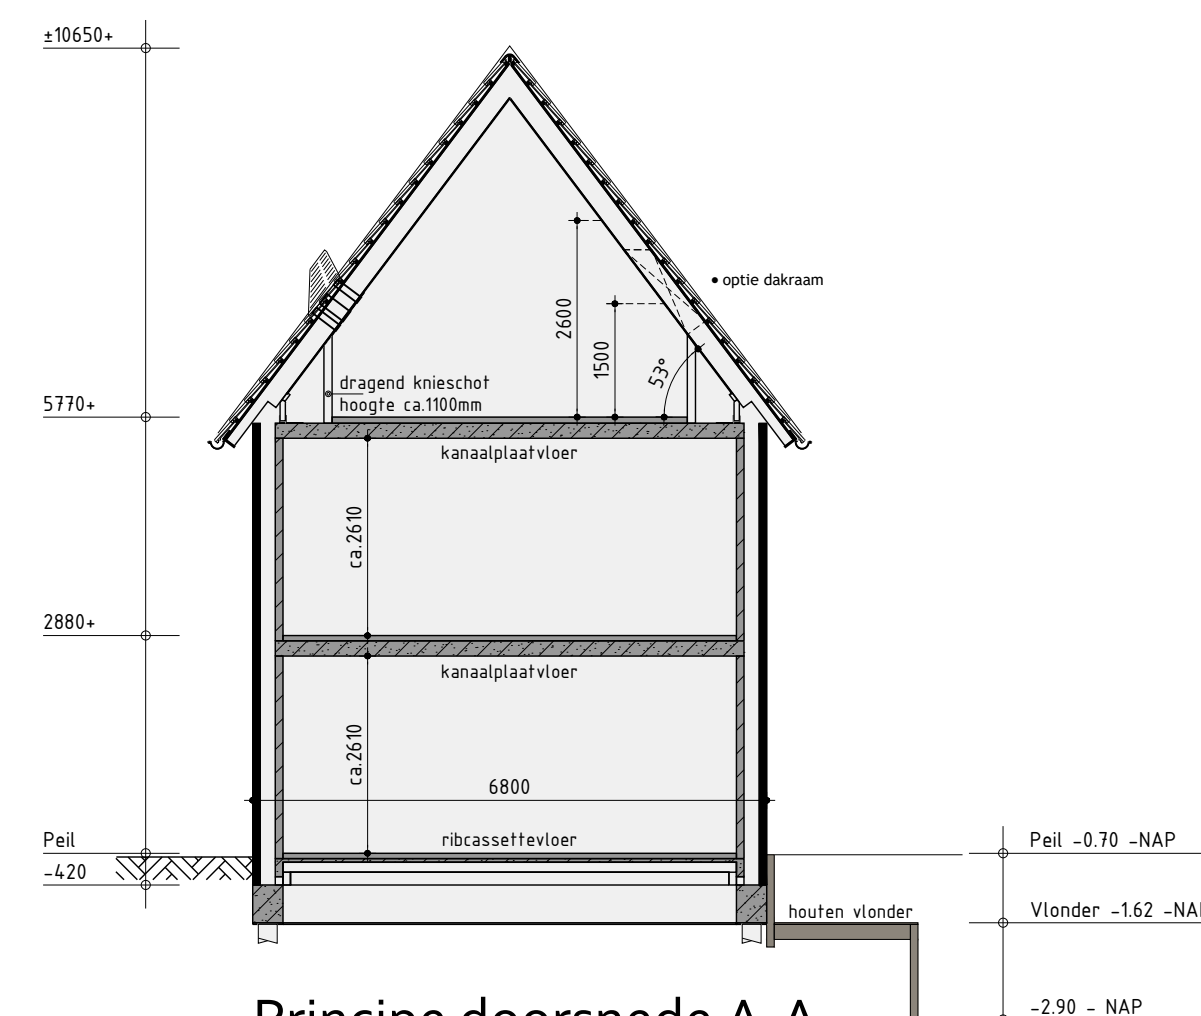 ±10650+
optie dakraam
2600
1500
53°
dragend knieschot
hoogte ca.1100mm
5770+
kanaalplaatvloer
ca.2610
2880+
kanaalplaatvloer
ca.2610
6800
ribcassettevloer
Peil
-420
Peil -0.70 -NAP
houten vlonder
Vlonder -1.62 -NAP
-2.90 - NAP
Principe doorsnede A-A